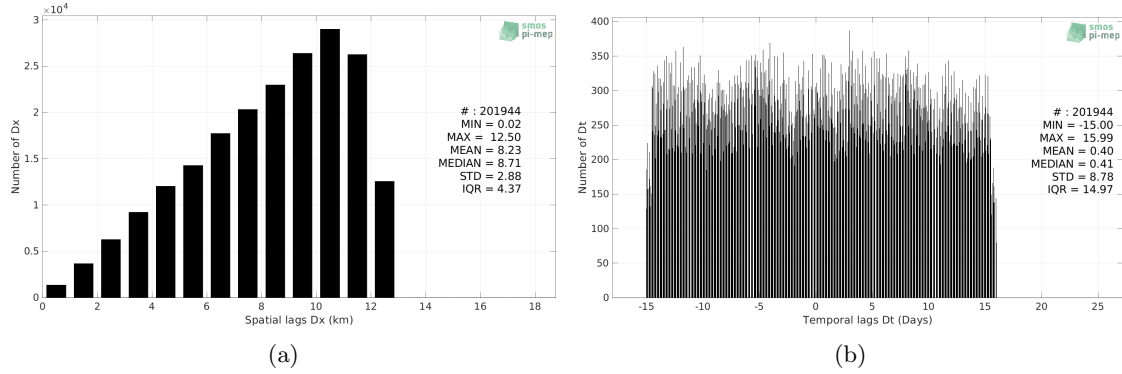 ×10⁴
3
2.5
2
1.5
1
0.5
0
Number of Dx
0 2 4 6 8 10 12 14 16 18
Spatial lags Dx (km)
smos
pi-mep
# : 201944
MIN = 0.02
MAX = 12.50
MEAN = 8.23
MEDIAN = 8.71
STD = 2.88
IQR = 4.37
(a)
400
350
300
250
200
150
100
50
0
Number of Dt
-15 -10 -5 0 5 10 15 20 25
Temporal lags Dt (Days)
smos
pi-mep
# : 201944
MIN = -15.00
MAX = 15.99
MEAN = 0.40
MEDIAN = 0.41
STD = 8.78
IQR = 14.97
(b)